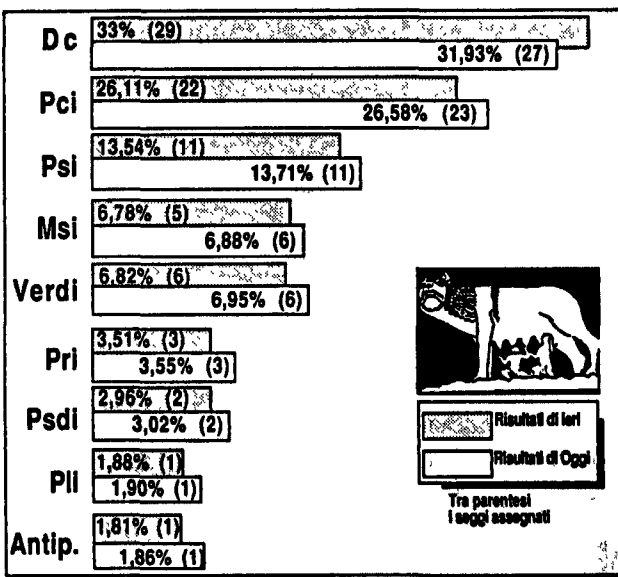 Dc
33% (29)
31,93% (27)
Pci
26,11% (22)
26,58% (23)
Psi
13,54% (11)
13,71% (11)
Msi
6,78% (5)
6,88% (6)
Verdi
6,82% (6)
6,95% (6)
Pri
3,51% (3)
3,55% (3)
Psdi
2,96% (2)
3,02% (2)
Pli
1,88% (1)
1,90% (1)
Antip.
1,81% (1)
1,86% (1)
Risultati di Ieri
Risultati di Oggi
Tra parentesi
I seggi assegnati